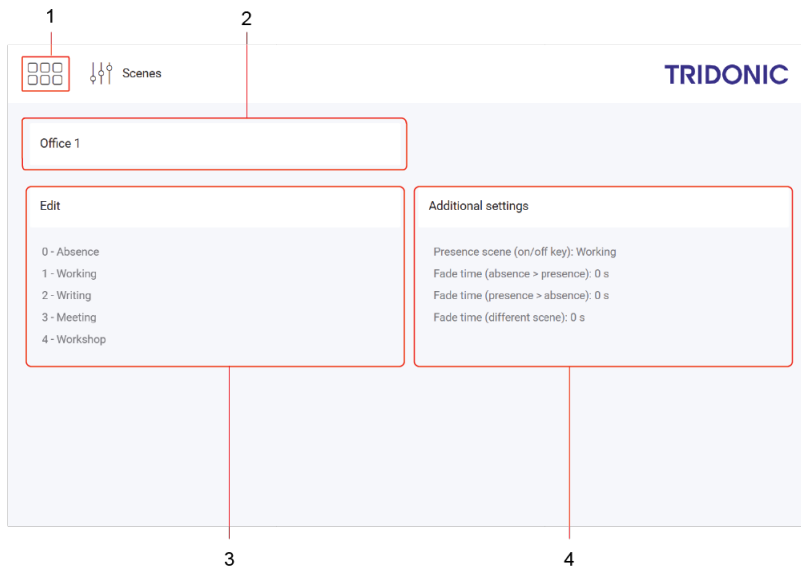 1
2
Scenes
TRIDONIC
Office 1
Edit
0 - Absence
1 - Working
2 - Writing
3 - Meeting
4 - Workshop
Additional settings
Presence scene (on/off key): Working
Fade time (absence > presence): 0 s
Fade time (presence > absence): 0 s
Fade time (different scene): 0 s
3
4